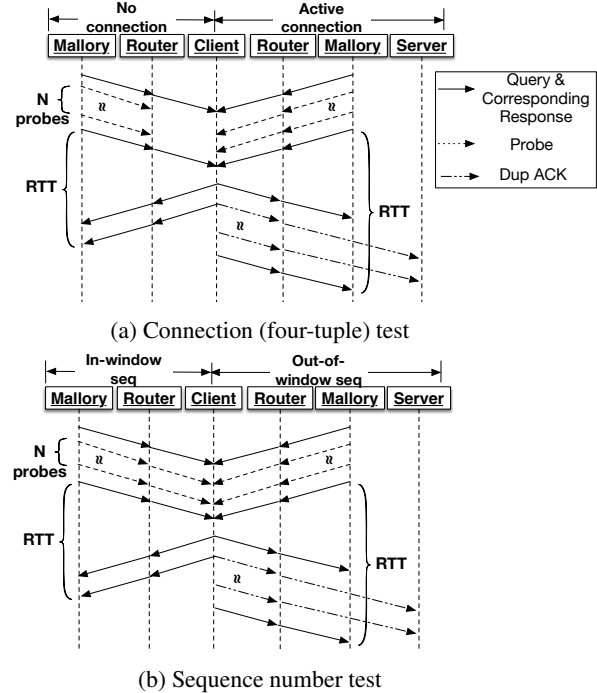 No connection
Active connection
Mallory Router Client Router Mallory Server
N probes
≈
≈
RTT
RTT
≈
Query & Corresponding Response
Probe
Dup ACK
(a) Connection (four-tuple) test
In-window seq
Out-of-window seq
Mallory Router Client Router Mallory Server
N probes
≈
≈
RTT
RTT
≈
(b) Sequence number test